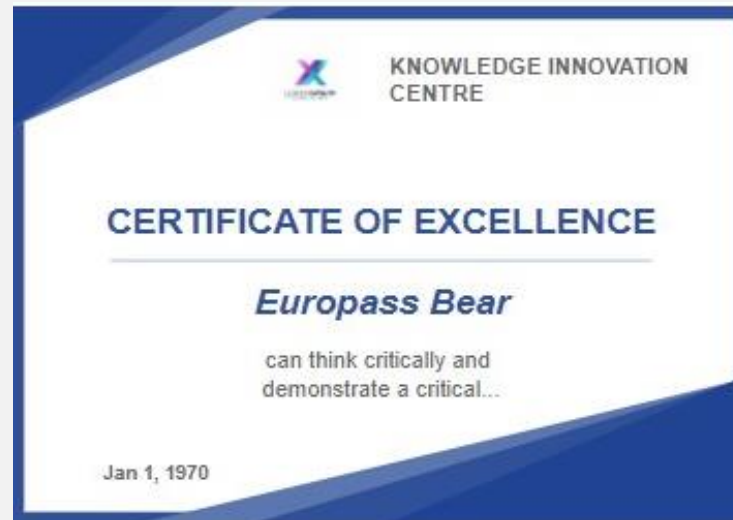 KNOWLEDGE INNOVATION
CENTRE
CERTIFICATE OF EXCELLENCE
Europass Bear
can think critically and
demonstrate a critical...
Jan 1, 1970